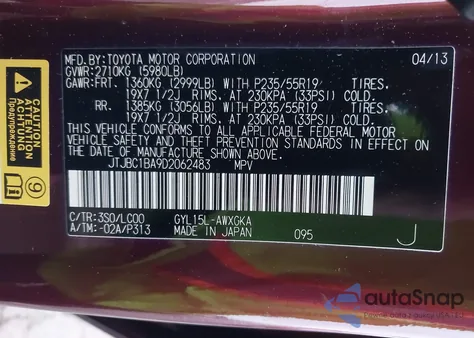 MFD. BY: TOYOTA MOTOR CORPORATION 04/13
GVWR: 2710KG (5980LB)
GAWR: FRT. 1360KG (2999LB) WITH P235/55R19 TIRES,
19X7 1/2J RIMS, AT 230KPA (33PSI) COLD.
RR. 1385KG (3056LB) WITH P235/55R19 TIRES,
19X7 1/2J RIMS, AT 230KPA (33PSI) COLD.
THIS VEHICLE CONFORMS TO ALL APPLICABLE FEDERAL MOTOR
VEHICLE SAFETY AND THEFT PREVENTION STANDARDS IN
EFFECT ON THE DATE OF MANUFACTURE SHOWN ABOVE.
JTJBC1BA9D2062483 MPV
C/TR: 3S0/LC00 GYL15L-AWXGKA
A/TM: -02A/P313 MADE IN JAPAN 095 J
CAUTION
ATTENTION
autoSnap